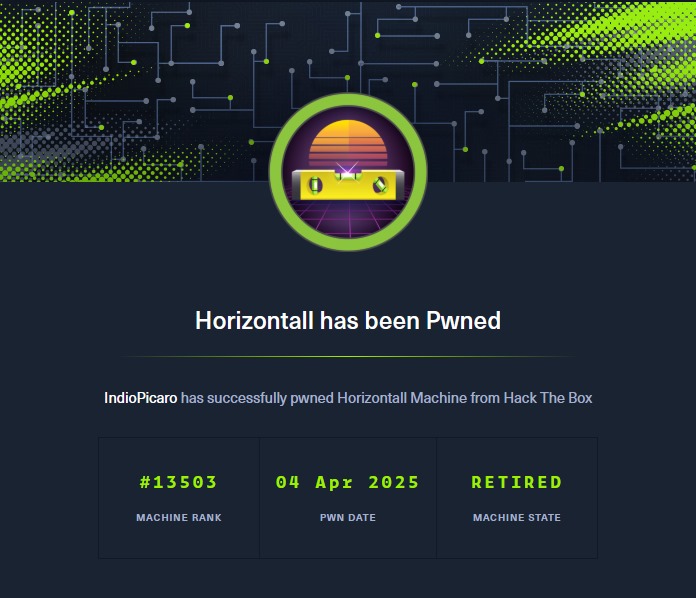 Horizontall has been Pwned
IndioPicaro has successfully pwned Horizontall Machine from Hack The Box
#13503
04 Apr 2025
RETIRED
MACHINE RANK
PWN DATE
MACHINE STATE